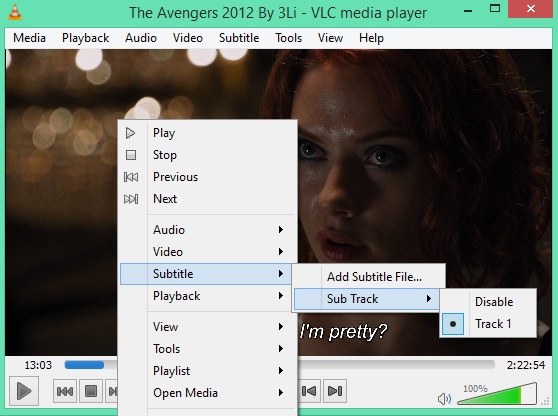 The Avengers 2012 By 3Li - VLC media player
Media Playback Audio Video Subtitle Tools View Help
Play
Stop
Previous
Next
Audio
Video
Subtitle
Playback
View
Tools
Playlist
Open Media
Add Subtitle File...
Sub Track
Disable
Track 1
I'm pretty?
13:03
2:22:54
100%